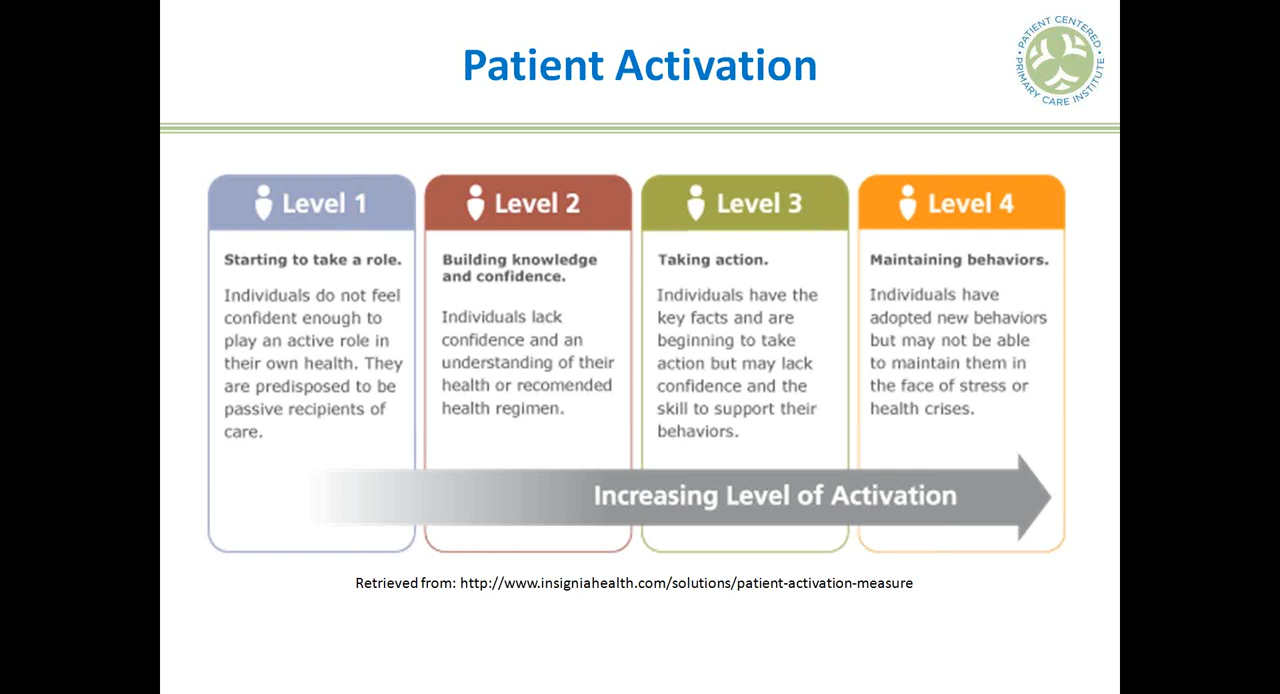 Patient Activation
PATIENT CENTERED
PRIMARY CARE INSTITUTE
Level 1
Starting to take a role.
Individuals do not feel
confident enough to
play an active role in
their own health. They
are predisposed to be
passive recipients of
care.
Level 2
Building knowledge
and confidence.
Individuals lack
confidence and an
understanding of their
health or recomended
health regimen.
Level 3
Taking action.
Individuals have the
key facts and are
beginning to take
action but may lack
confidence and the
skill to support their
behaviors.
Level 4
Maintaining behaviors.
Individuals have
adopted new behaviors
but may not be able
to maintain them in
the face of stress or
health crises.
Increasing Level of Activation
Retrieved from: http://www.insigniahealth.com/solutions/patient-activation-measure